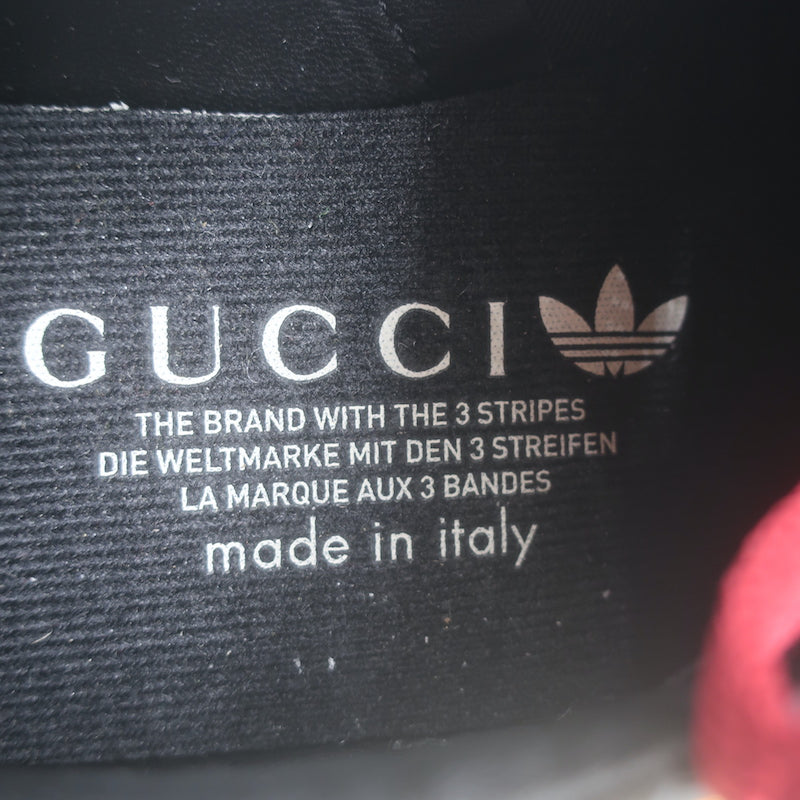 GUCCI
THE BRAND WITH THE 3 STRIPES
DIE WELTMARKE MIT DEN 3 STREIFEN
LA MARQUE AUX 3 BANDES
made in italy